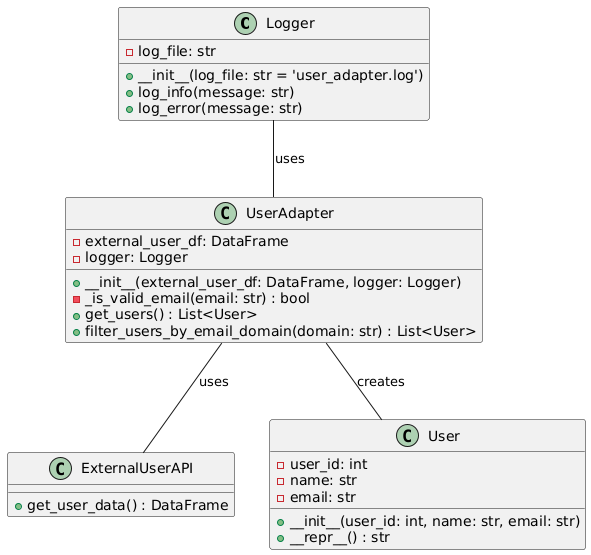 C Logger
log_file: str
__init__(log_file: str = 'user_adapter.log')
log_info(message: str)
log_error(message: str)
uses
C UserAdapter
external_user_df: DataFrame
logger: Logger
__init__(external_user_df: DataFrame, logger: Logger)
_is_valid_email(email: str) : bool
get_users() : List<User>
filter_users_by_email_domain(domain: str) : List<User>
uses
creates
C ExternalUserAPI
get_user_data() : DataFrame
C User
user_id: int
name: str
email: str
__init__(user_id: int, name: str, email: str)
__repr__() : str